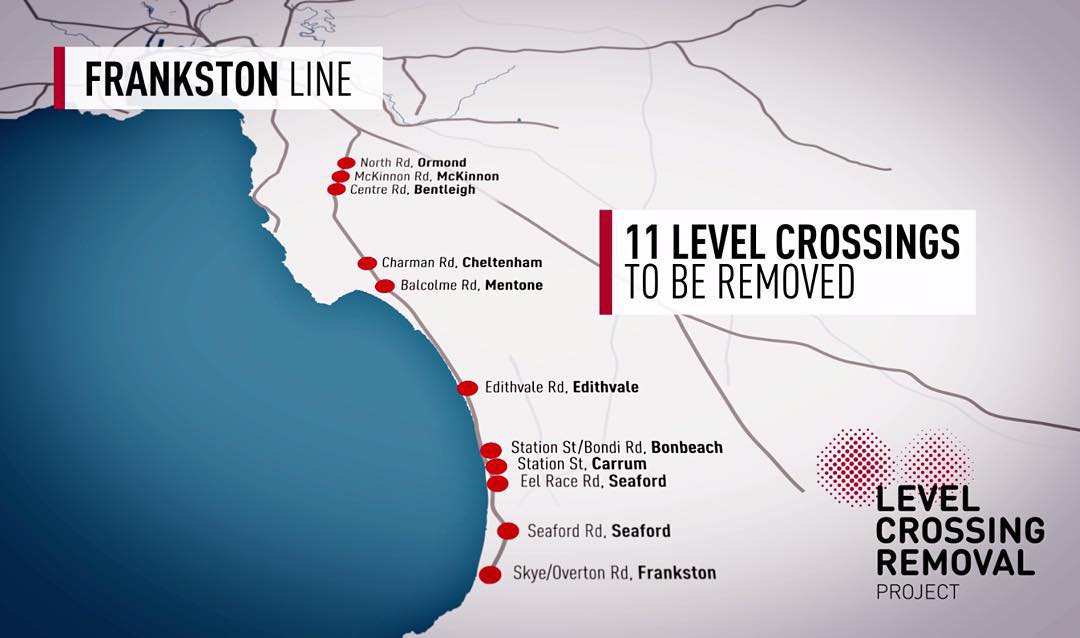 FRANKSTON LINE
North Rd, Ormond
McKinnon Rd, McKinnon
Centre Rd, Bentleigh
11 LEVEL CROSSINGS
TO BE REMOVED
Charman Rd, Cheltenham
Balcolme Rd, Mentone
Edithvale Rd, Edithvale
Station St/Bondi Rd, Bonbeach
Station St, Carrum
Eel Race Rd, Seaford
Seaford Rd, Seaford
Skye/Overton Rd, Frankston
LEVEL
CROSSING
REMOVAL
PROJECT